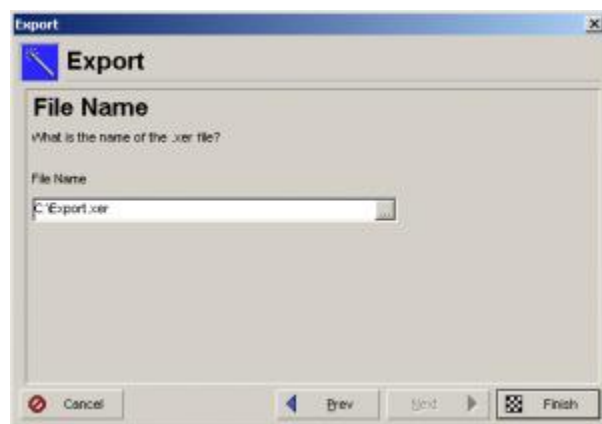 Export
Export
File Name
What is the name of the .xer file?
File Name
C:\Export.xer
...
Cancel
Prev
Next
Finish